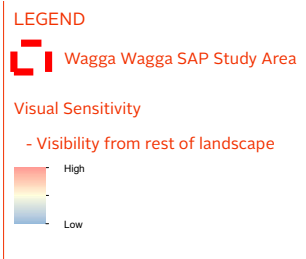 LEGEND
Wagga Wagga SAP Study Area
Visual Sensitivity
- Visibility from rest of landscape
High
Low